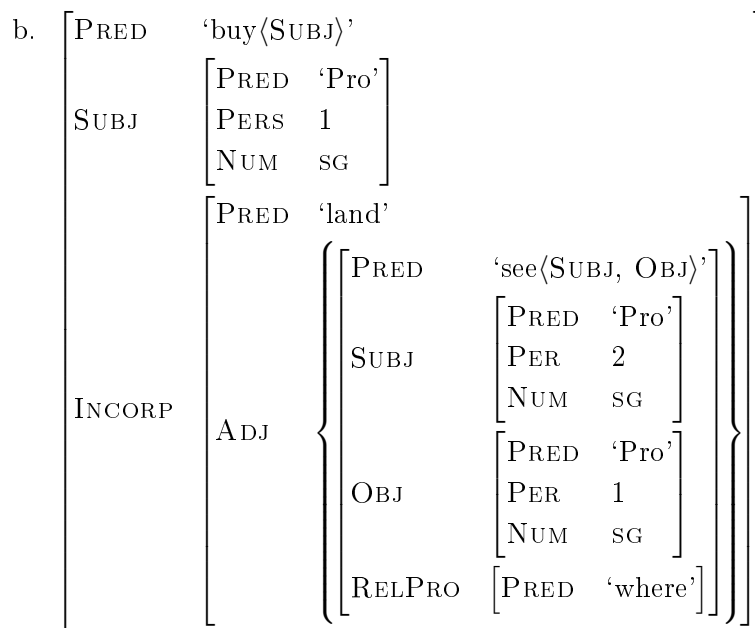 b. PRED ‘buy⟨SUBJ⟩’
SUBJ
PRED ‘Pro’
PERS 1
NUM SG
INCORP
PRED ‘land’
ADJ
PRED ‘see⟨SUBJ, OBJ⟩’
SUBJ
PRED ‘Pro’
PER 2
NUM SG
OBJ
PRED ‘Pro’
PER 1
NUM SG
RELPRO PRED ‘where’